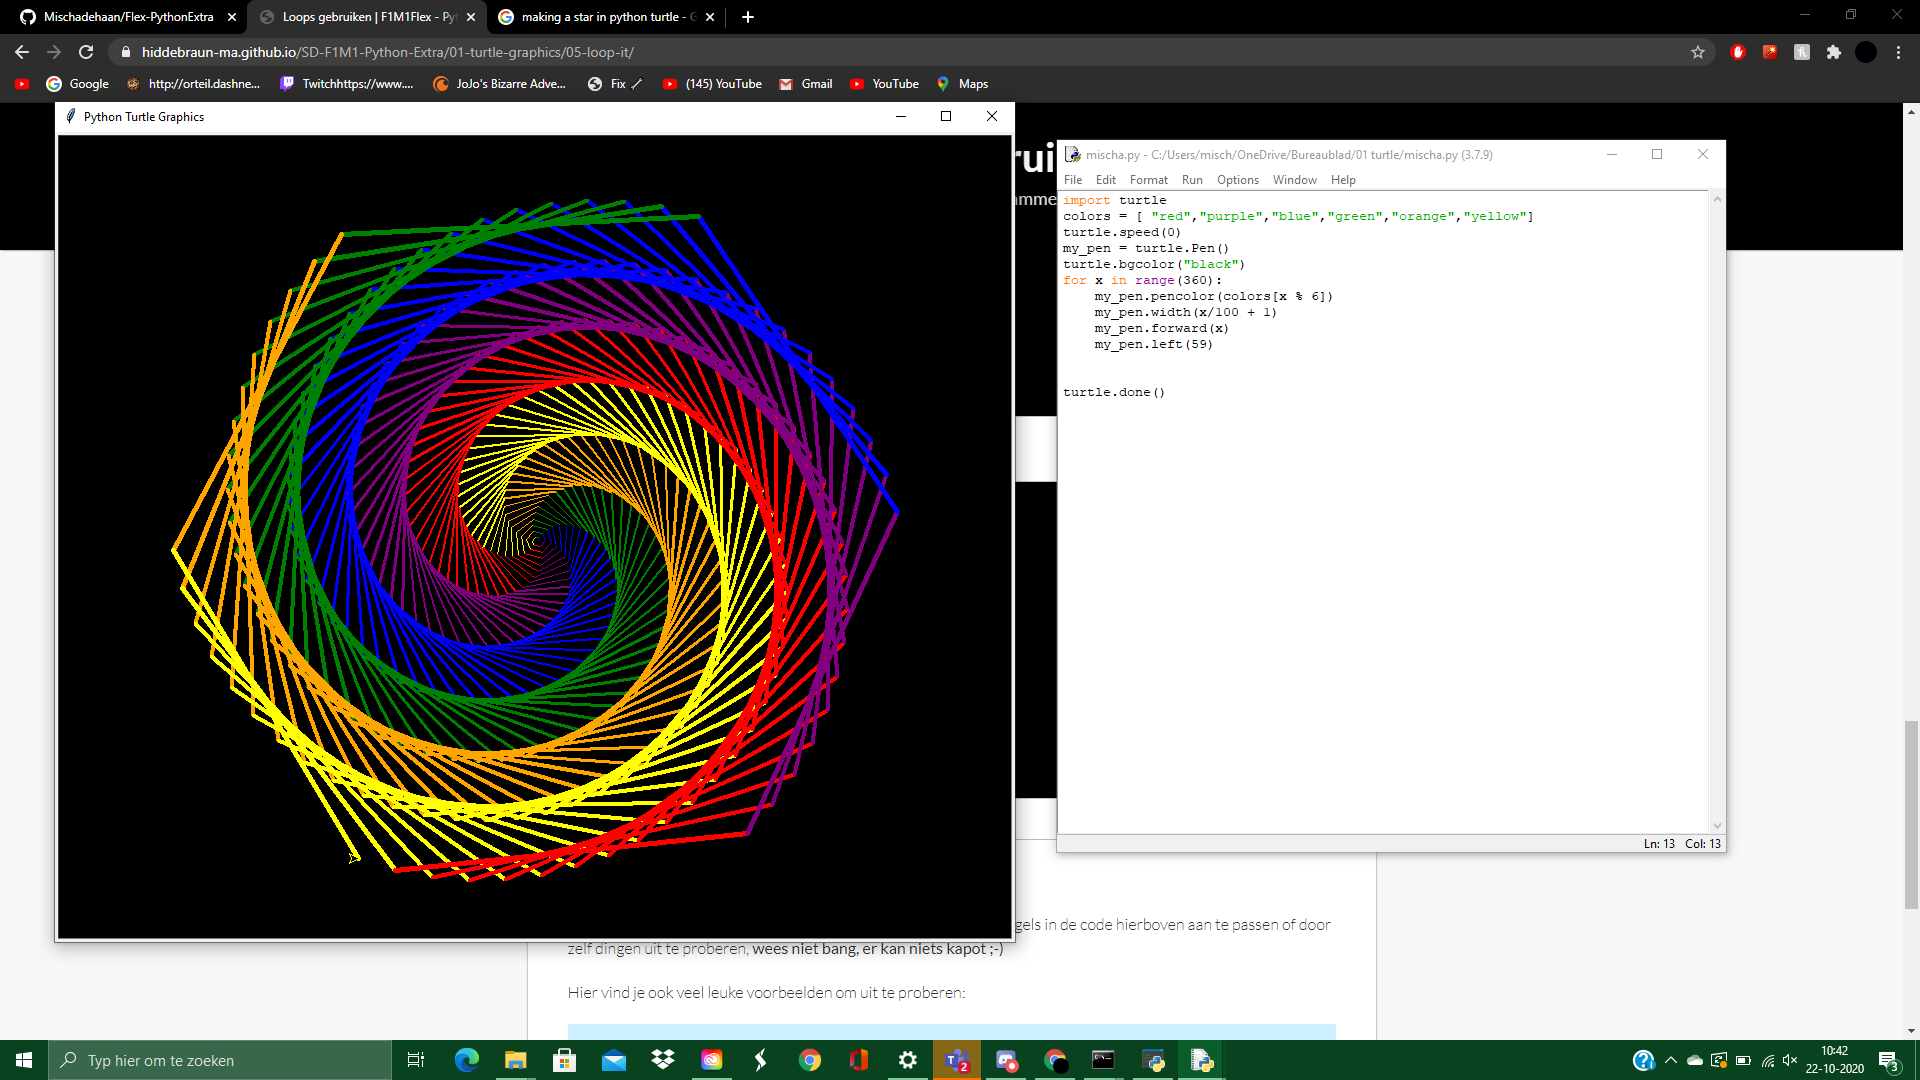 Mischadehaan/Flex-PythonExtra
Loops gebruiken | F1M1Flex - Py
making a star in python turtle - G
hiddebraun-ma.github.io/SD-F1M1-Python-Extra/01-turtle-graphics/05-loop-it/
Google
http://orteil.dashne...
Twitchhttps://www....
JoJo's Bizarre Adve...
Fix
(145) YouTube
Gmail
YouTube
Maps
Python Turtle Graphics
rui
amme
mischa.py - C:/Users/misch/OneDrive/Bureaublad/01 turtle/mischa.py (3.7.9)
File Edit Format Run Options Window Help
import turtle
colors = [ "red","purple","blue","green","orange","yellow"]
turtle.speed(0)
my_pen = turtle.Pen()
turtle.bgcolor("black")
for x in range(360):
    my_pen.pencolor(colors[x % 6])
    my_pen.width(x/100 + 1)
    my_pen.forward(x)
    my_pen.left(59)
turtle.done()
Ln: 13 Col: 13
gels in de code hierboven aan te passen of door
zelf dingen uit te proberen, wees niet bang, er kan niets kapot ;-)
Hier vind je ook veel leuke voorbeelden om uit te proberen:
Typ hier om te zoeken
2
10:42
22-10-2020
3